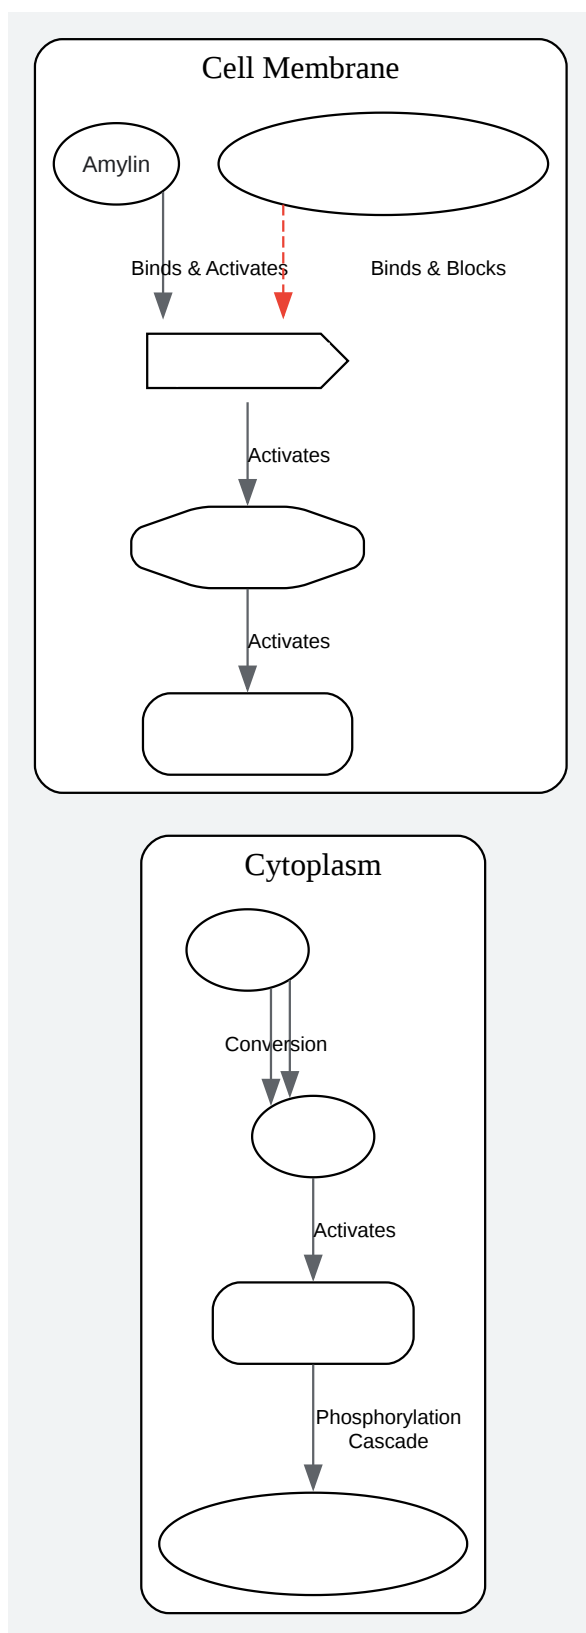 Cell Membrane
Amylin
Binds & Activates
Binds & Blocks
Activates
Activates
Cytoplasm
Conversion
Activates
Phosphorylation
Cascade